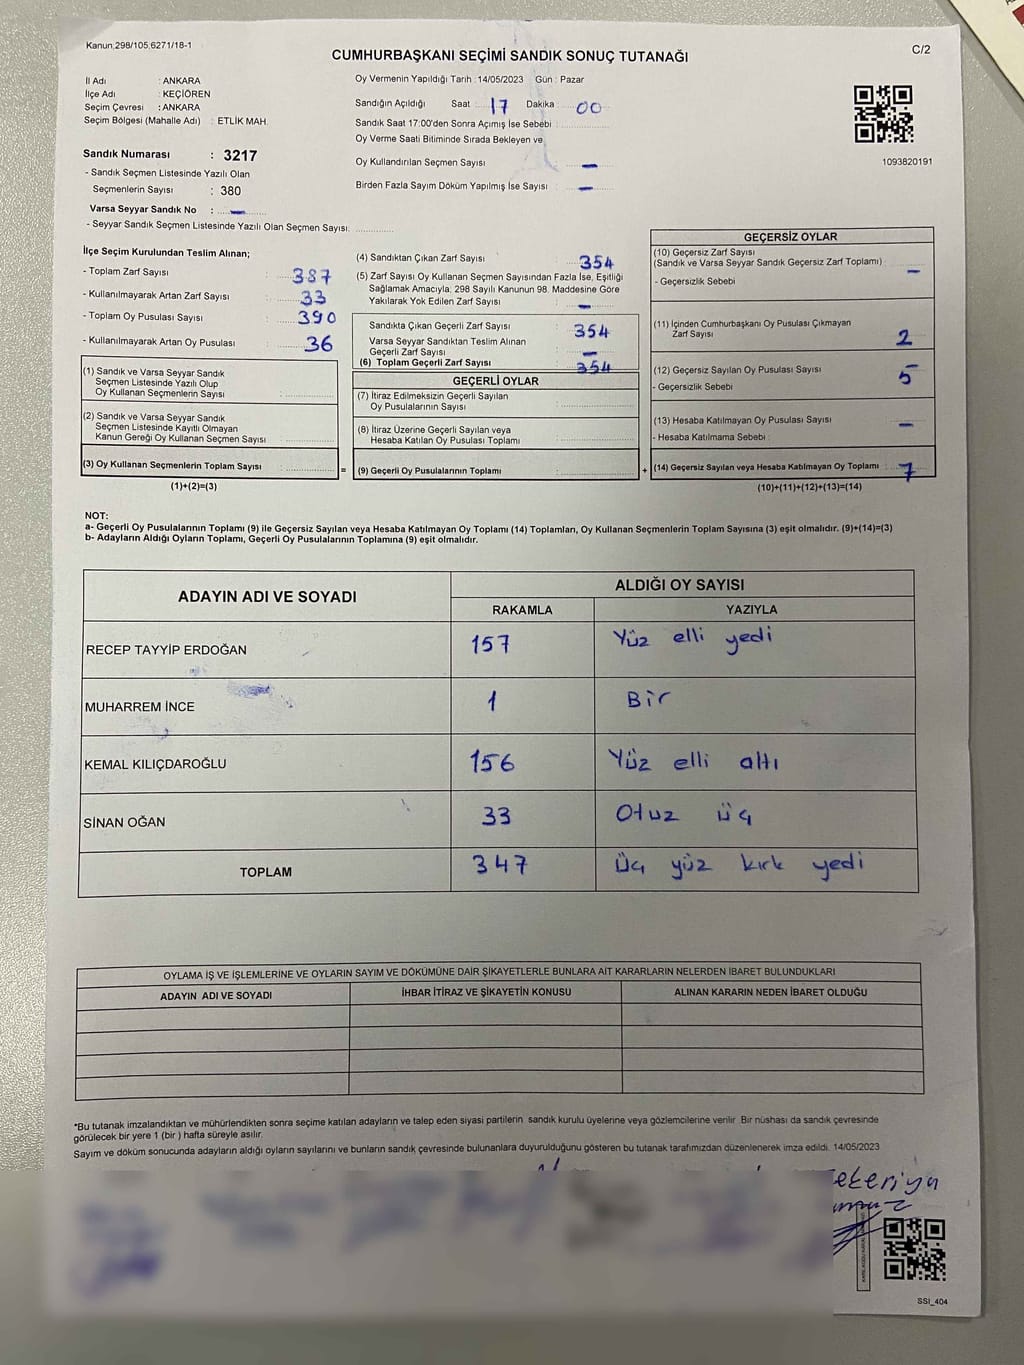 Kanun;298/105;6271/18-1
C/2
CUMHURBAŞKANI SEÇİMİ SANDIK SONUÇ TUTANAĞI
İl Adı : ANKARA
İlçe Adı : KEÇİÖREN
Seçim Çevresi : ANKARA
Seçim Bölgesi (Mahalle Adı) : ETLİK MAH.
Oy Vermenin Yapıldığı Tarih : 14/05/2023 Gün : Pazar
Sandığın Açıldığı Saat : 17 Dakika : 00
Sandık Saat 17:00'den Sonra Açımış İse Sebebi :
Oy Verme Saati Bitiminde Sırada Bekleyen ve
Oy Kullandırılan Seçmen Sayısı : -
Birden Fazla Sayım Döküm Yapılmış İse Sayısı : -
1093820191
Sandık Numarası : 3217
- Sandık Seçmen Listesinde Yazılı Olan
Seçmenlerin Sayısı : 380
Varsa Seyyar Sandık No : -
- Seyyar Sandık Seçmen Listesinde Yazılı Olan Seçmen Sayısı:
İlçe Seçim Kurulundan Teslim Alınan;
- Toplam Zarf Sayısı : 387
- Kullanılmayarak Artan Zarf Sayısı : 33
- Toplam Oy Pusulası Sayısı : 390
- Kullanılmayarak Artan Oy Pusulası : 36
(1) Sandık ve Varsa Seyyar Sandık
Seçmen Listesinde Yazılı Olup
Oy Kullanan Seçmenlerin Sayısı :
(2) Sandık ve Varsa Seyyar Sandık
Seçmen Listesinde Kayıtlı Olmayan
Kanun Gereği Oy Kullanan Seçmen Sayısı :
(3) Oy Kullanan Seçmenlerin Toplam Sayısı :
(1)+(2)=(3)
(4) Sandıktan Çıkan Zarf Sayısı : 354
(5) Zarf Sayısı Oy Kullanan Seçmen Sayısından Fazla İse, Eşitliği
Sağlamak Amacıyla, 298 Sayılı Kanunun 98. Maddesine Göre
Yakılarak Yok Edilen Zarf Sayısı : -
Sandıkta Çıkan Geçerli Zarf Sayısı : 354
Varsa Seyyar Sandıktan Teslim Alınan
Geçerli Zarf Sayısı : -
(6) Toplam Geçerli Zarf Sayısı : 354
GEÇERLİ OYLAR
(7) İtiraz Edilmeksizin Geçerli Sayılan
Oy Pusulalarının Sayısı :
(8) İtiraz Üzerine Geçerli Sayılan veya
Hesaba Katılan Oy Pusulası Toplamı :
= (9) Geçerli Oy Pusulalarının Toplamı :
GEÇERSİZ OYLAR
(10) Geçersiz Zarf Sayısı
(Sandık ve Varsa Seyyar Sandık Geçersiz Zarf Toplamı) : -
- Geçersizlik Sebebi
(11) İçinden Cumhurbaşkanı Oy Pusulası Çıkmayan
Zarf Sayısı 2
(12) Geçersiz Sayılan Oy Pusulası Sayısı : 5
- Geçersizlik Sebebi
(13) Hesaba Katılmayan Oy Pusulası Sayısı : -
- Hesaba Katılmama Sebebi :
+ (14) Geçersiz Sayılan veya Hesaba Katılmayan Oy Toplamı : 7
(10)+(11)+(12)+(13)=(14)
NOT:
a- Geçerli Oy Pusulalarının Toplamı (9) ile Geçersiz Sayılan veya Hesaba Katılmayan Oy Toplamı (14) Toplamları, Oy Kullanan Seçmenlerin Toplam Sayısına (3) eşit olmalıdır. (9)+(14)=(3)
b- Adayların Aldığı Oyların Toplamı, Geçerli Oy Pusulalarının Toplamına (9) eşit olmalıdır.
ADAYIN ADI VE SOYADI
ALDIĞI OY SAYISI
RAKAMLA YAZIYLA
RECEP TAYYİP ERDOĞAN 157 Yüz elli yedi
MUHARREM İNCE 1 Bir
KEMAL KILIÇDAROĞLU 156 Yüz elli altı
SİNAN OĞAN 33 Otuz üç
TOPLAM 347 Üç yüz kırk yedi
OYLAMA İŞ VE İŞLEMLERİNE VE OYLARIN SAYIM VE DÖKÜMÜNE DAİR ŞİKAYETLERLE BUNLARA AİT KARARLARIN NELERDEN İBARET BULUNDUKLARI
ADAYIN ADI VE SOYADI İHBAR İTİRAZ VE ŞİKAYETİN KONUSU ALINAN KARARIN NEDEN İBARET OLDUĞU
*Bu tutanak imzalandıktan ve mühürlendikten sonra seçime katılan adayların ve talep eden siyasi partilerin sandık kurulu üyelerine veya gözlemcilerine verilir. Bir nüshası da sandık çevresinde
görülecek bir yere 1 (bir) hafta süreyle asılır.
Sayım ve döküm sonucunda adayların aldığı oyların sayılarını ve bunların sandık çevresinde bulunanlara duyurulduğunu gösteren bu tutanak tarafımızdan düzenlenerek imza edildi. 14/05/2023
ekeriya
SSI_404